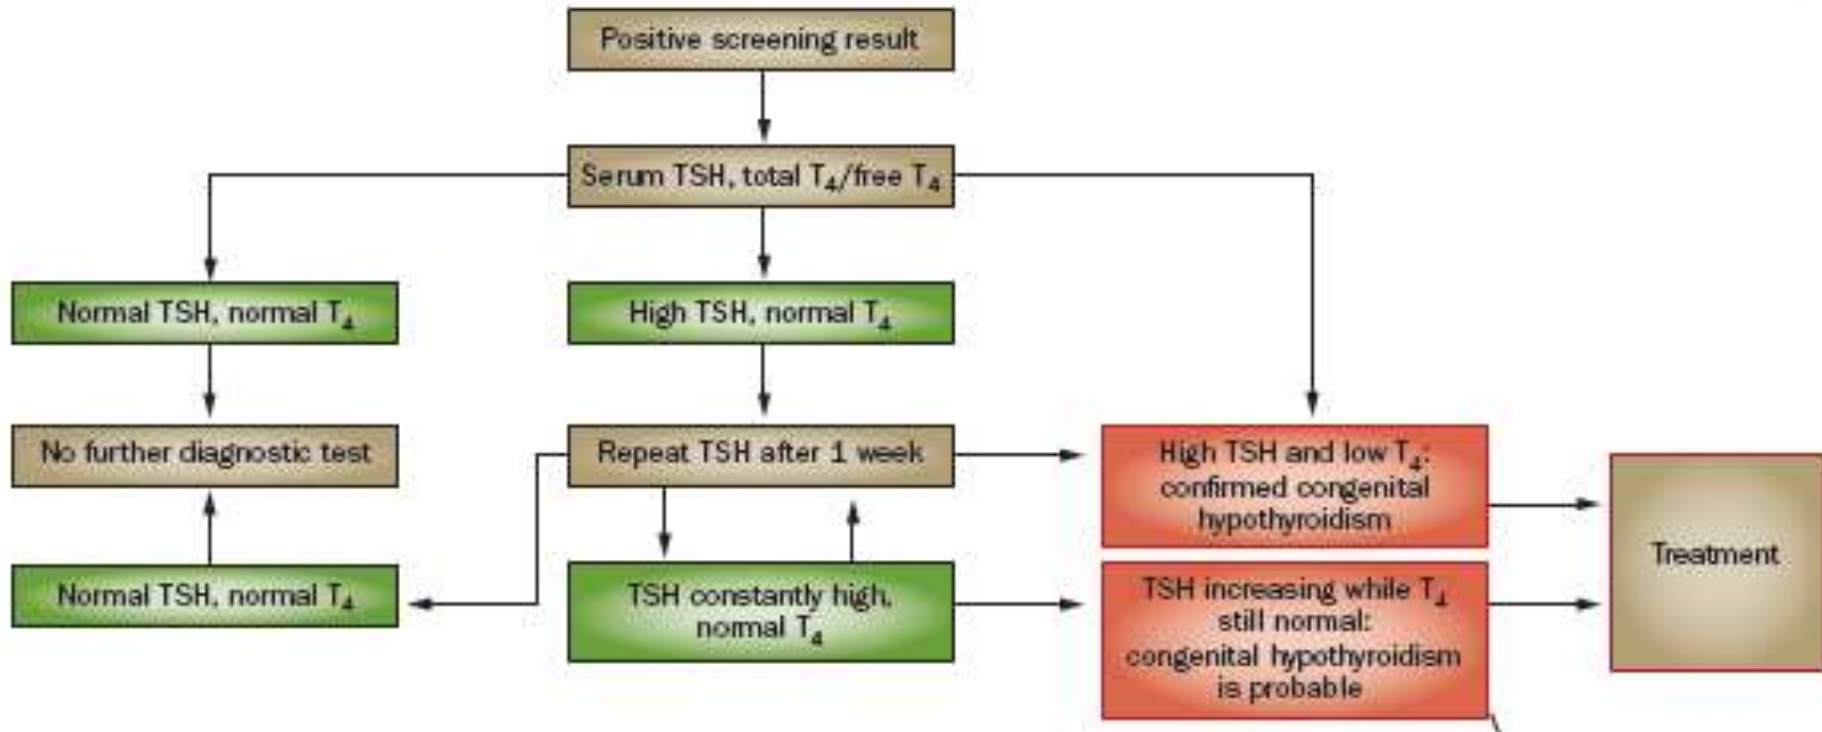 Positive screening result
Serum TSH, total T₄/free T₄
Normal TSH, normal T₄
High TSH, normal T₄
No further diagnostic test
Repeat TSH after 1 week
High TSH and low T₄:
confirmed congenital
hypothyroidism
Treatment
Normal TSH, normal T₄
TSH constantly high,
normal T₄
TSH increasing while T₄
still normal:
congenital hypothyroidism
is probable